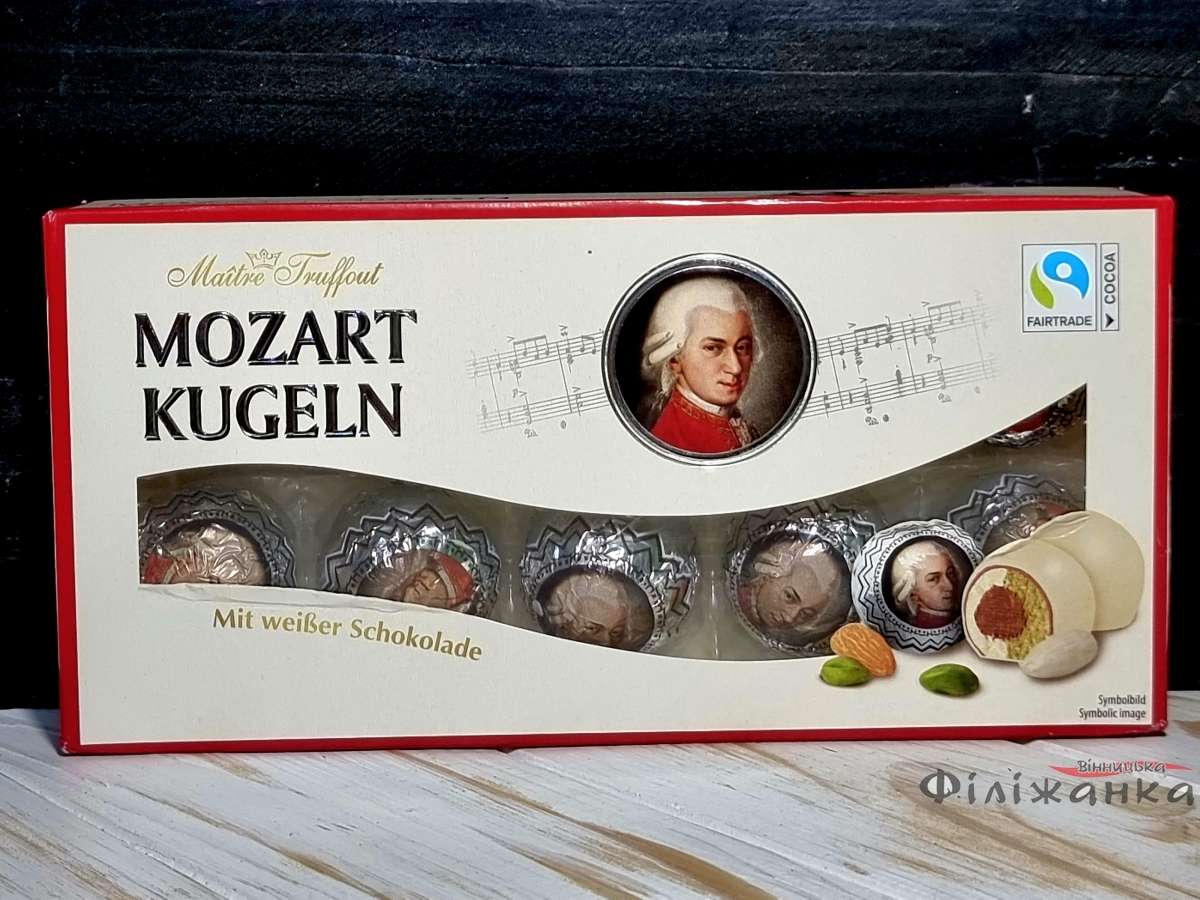 Maître Truffout
MOZART
KUGELN
FAIRTRADE
COCOA
Mit weißer Schokolade
Symbolbild
Symbolic image
Вінницька
Філіжанка